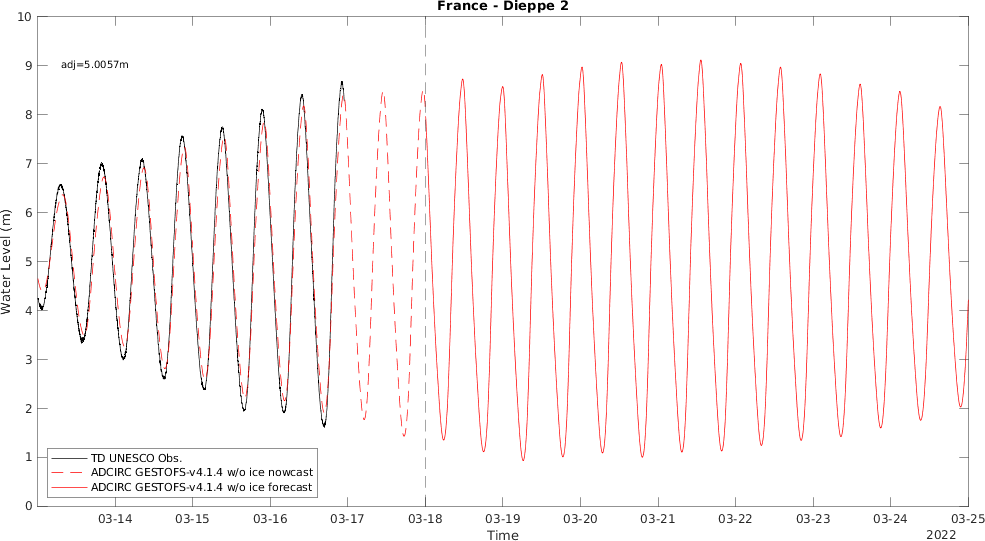 France - Dieppe 2
adj=5.0057m
Water Level (m)
10
9
8
7
6
5
4
3
2
1
0
TD UNESCO Obs.
ADCIRC GESTOFS-v4.1.4 w/o ice nowcast
ADCIRC GESTOFS-v4.1.4 w/o ice forecast
03-14 03-15 03-16 03-17 03-18 03-19 03-20 03-21 03-22 03-23 03-24 03-25
Time
2022